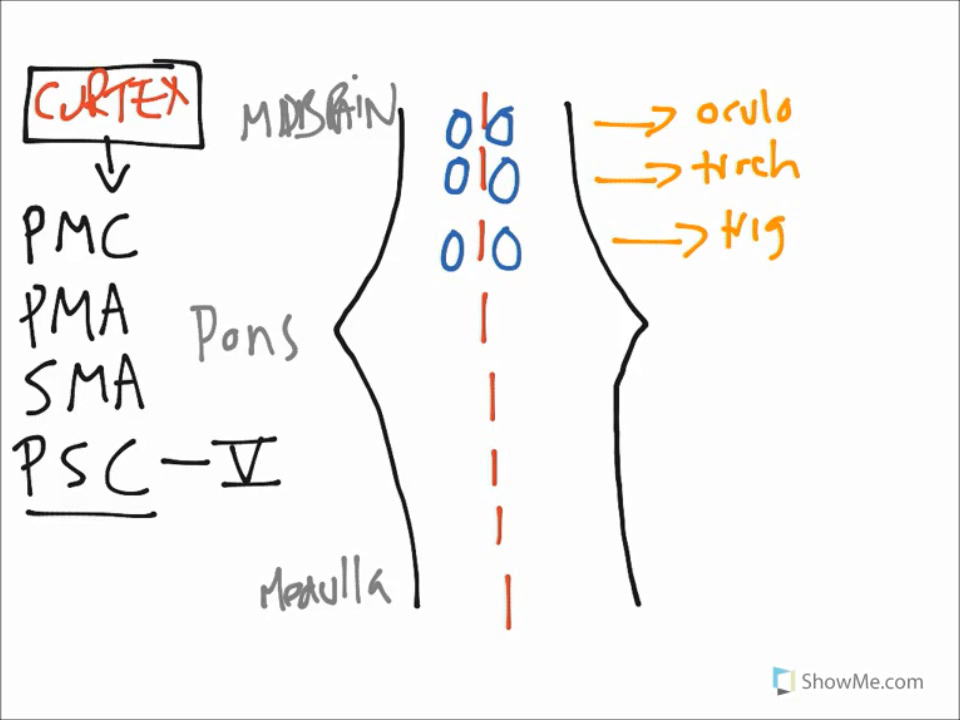 CORTEX
PMC
PMA
SMA
PSC - V
MIDBRAIN
Pons
Medulla
oculo
troch
trig
ShowMe.com